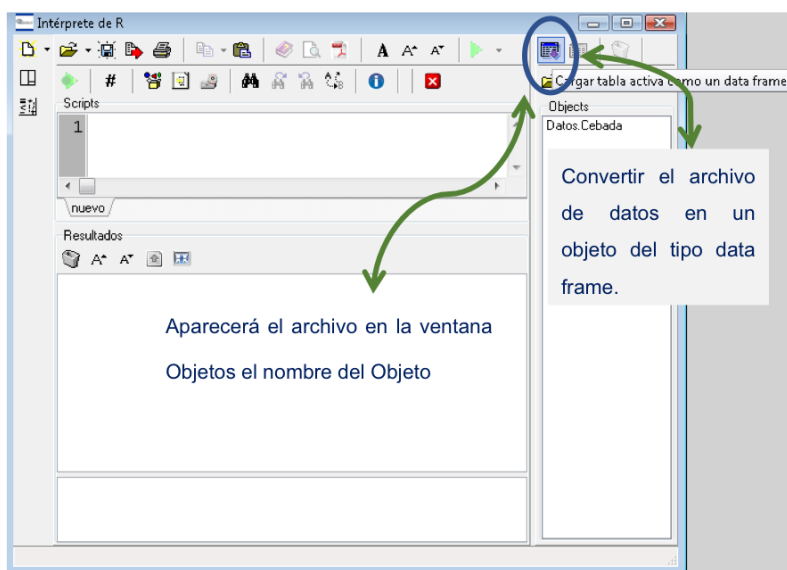 Intérprete de R
A A A
#
Cargar tabla activa como un data frame
Scripts
Objects
1
Datos.Cebada
nuevo
Convertir el archivo
de datos en un
objeto del tipo data
frame.
Resultados
A A
Aparecerá el archivo en la ventana
Objetos el nombre del Objeto